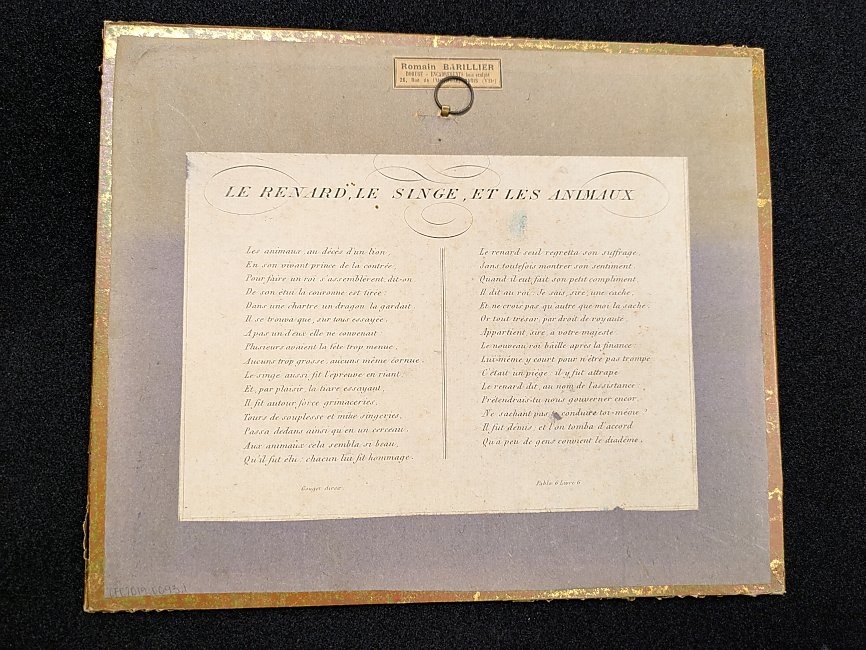 Romain BARILLIER
DORURE - ENCADREMENTS bois sculpté
LE RENARD, LE SINGE, ET LES ANIMAUX
Les animaux, au décès d'un lion,
En son vivant prince de la contrée,
Pour faire un roi s'assemblèrent, dit-on
De son étui la couronne est tirée:
Dans une chartre un dragon la gardait.
Il se trouva que, sur tous essayée,
A pas un d'eux elle ne convenait.
Plusieurs avaient la tête trop menue,
Aucuns trop grosse, aucuns même cornue.
Le singe aussi fit l'épreuve en riant;
Et, par plaisir, la tiare essayant,
Il fit autour force grimaceries,
Tours de souplesse et mille singeries,
Passa dedans ainsi qu'en un cerceau.
Aux animaux cela sembla si beau,
Qu'il fut élu: chacun lui fit hommage.
Le renard seul regretta son suffrage,
Sans toutefois montrer son sentiment.
Quand il eut fait son petit compliment
Il dit au roi: Je sais, sire, une cache,
Et ne crois pas qu'autre que moi la sache.
Or tout trésor, par droit de royauté,
Appartient, sire, à votre majesté.
Le nouveau roi bâille après la finance:
Lui-même y court pour n'être pas trompé
C'était un piège: il y fut attrapé
Le renard dit, au nom de l'assistance:
Prétendrais-tu nous gouverner encor,
Ne sachant pas conduire toi-même?
Il fut démis; et l'on tomba d'accord
Qu'à peu de gens convient le diadème.
Gouget direx.
Fable 6 Livre 6